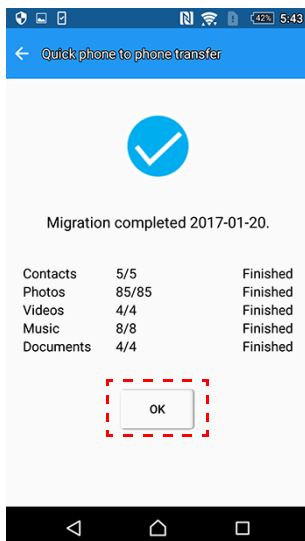 42% 5:43
Quick phone to phone transfer
Migration completed 2017-01-20.
Contacts 5/5 Finished
Photos 85/85 Finished
Videos 4/4 Finished
Music 8/8 Finished
Documents 4/4 Finished
OK